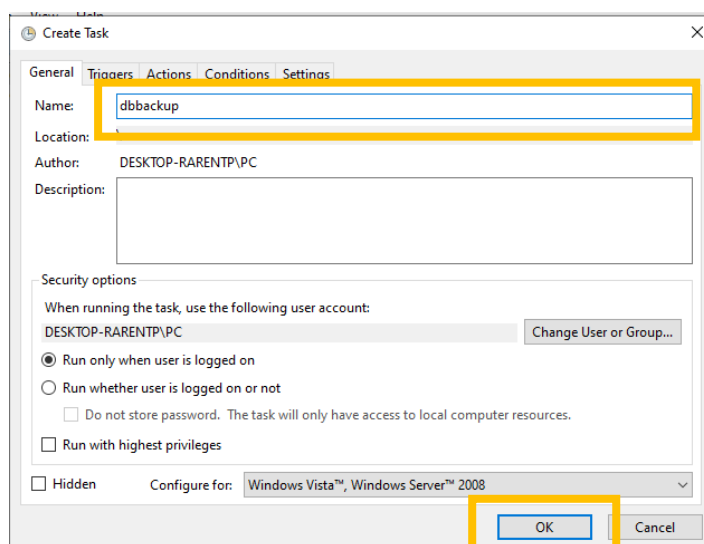 View Help
Create Task
General Triggers Actions Conditions Settings
Name: dbbackup
Location: \
Author: DESKTOP-RARENTP\PC
Description:
Security options
When running the task, use the following user account:
DESKTOP-RARENTP\PC Change User or Group...
Run only when user is logged on
Run whether user is logged on or not
Do not store password. The task will only have access to local computer resources.
Run with highest privileges
Hidden Configure for: Windows Vista™, Windows Server™ 2008
OK Cancel